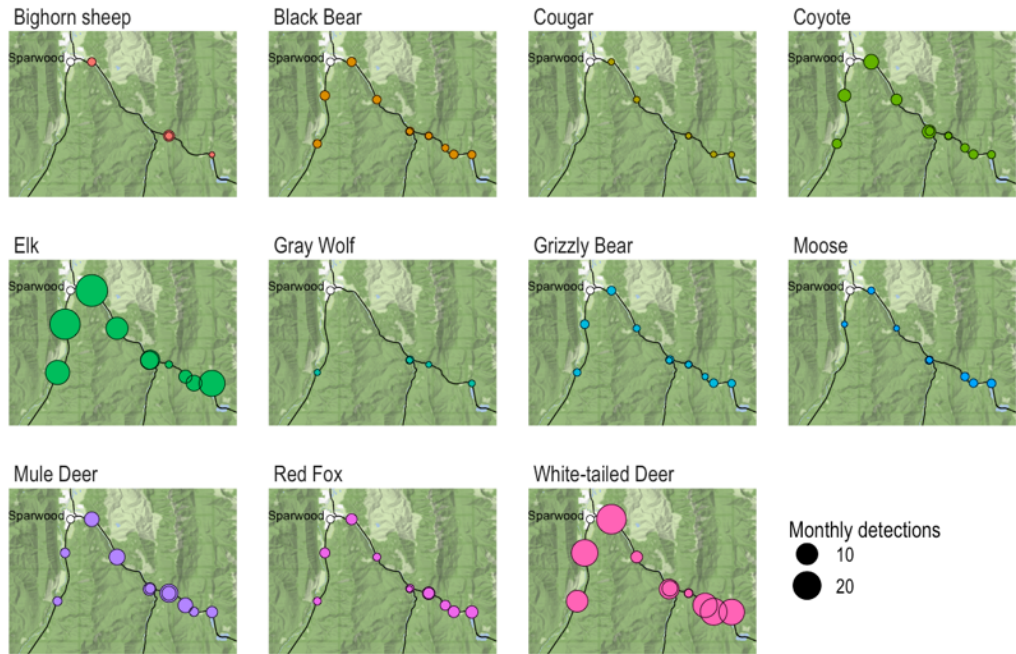 Bighorn sheep
Black Bear
Cougar
Coyote
Sparwood
Sparwood
Sparwood
Sparwood
Elk
Gray Wolf
Grizzly Bear
Moose
Sparwood
Sparwood
Sparwood
Sparwood
Mule Deer
Red Fox
White-tailed Deer
Sparwood
Sparwood
Sparwood
Monthly detections
10
20